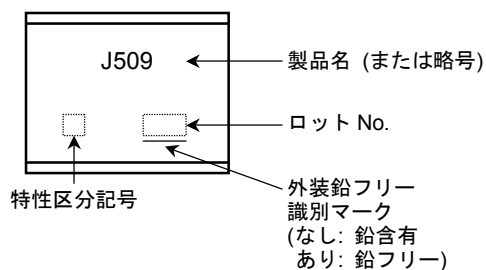 J509
製品名 (または略号)
ロット No.
特性区分記号
外装鉛フリー
識別マーク
(なし: 鉛含有
あり: 鉛フリー)